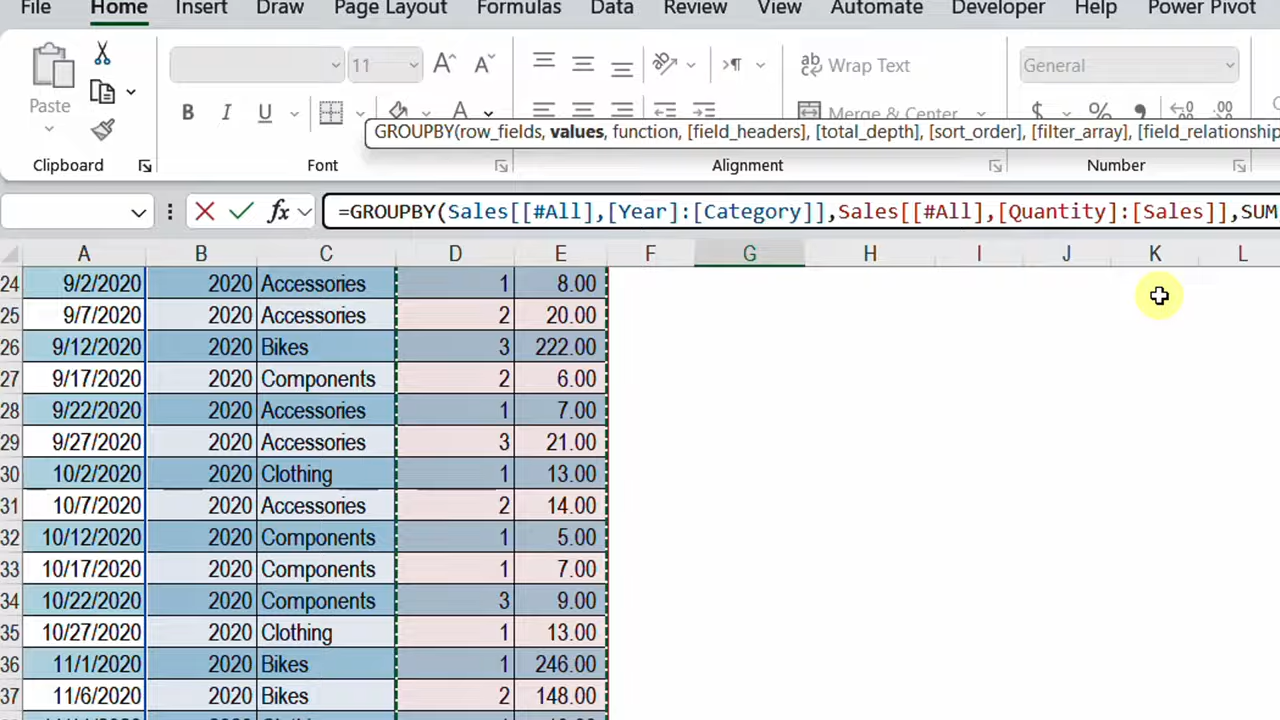 File Home Insert Draw Page Layout Formulas Data Review View Automate Developer Help Power Pivot
Paste 11 A^ A˅ ab Wrap Text General
B I U A Merge & Center $ % 9 .00
GROUPBY(row_fields, values, function, [field_headers], [total_depth], [sort_order], [filter_array], [field_relationship
Clipboard Font Alignment Number
fx =GROUPBY(Sales[[#All],[Year]:[Category]],Sales[[#All],[Quantity]:[Sales]],SUM
A B C D E F G H I J K L
24 9/2/2020 2020 Accessories 1 8.00
25 9/7/2020 2020 Accessories 2 20.00
26 9/12/2020 2020 Bikes 3 222.00
27 9/17/2020 2020 Components 2 6.00
28 9/22/2020 2020 Accessories 1 7.00
29 9/27/2020 2020 Accessories 3 21.00
30 10/2/2020 2020 Clothing 1 13.00
31 10/7/2020 2020 Accessories 2 14.00
32 10/12/2020 2020 Components 1 5.00
33 10/17/2020 2020 Components 1 7.00
34 10/22/2020 2020 Components 3 9.00
35 10/27/2020 2020 Clothing 1 13.00
36 11/1/2020 2020 Bikes 1 246.00
37 11/6/2020 2020 Bikes 2 148.00